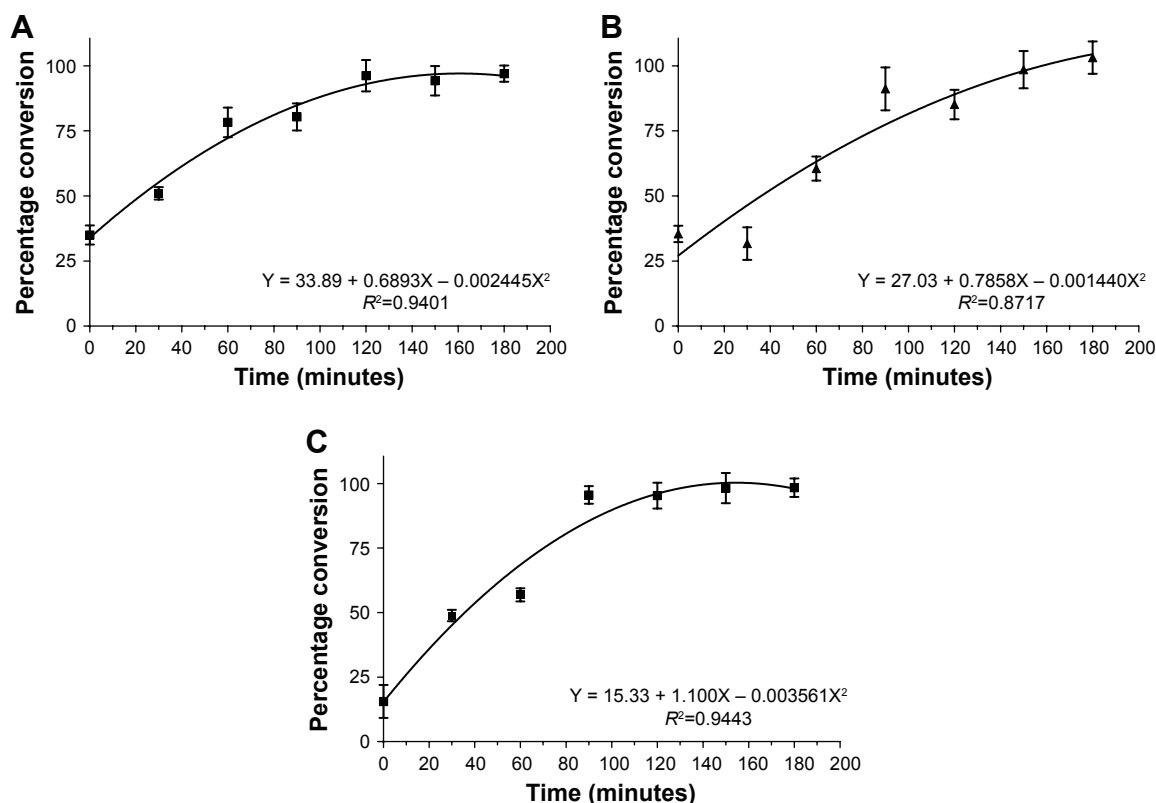 A
Percentage conversion
100
75
50
25
0
Y = 33.89 + 0.6893X – 0.002445X²
R²=0.9401
0 20 40 60 80 100 120 140 160 180 200
Time (minutes)
B
Percentage conversion
100
75
50
25
0
Y = 27.03 + 0.7858X – 0.001440X²
R²=0.8717
0 20 40 60 80 100 120 140 160 180 200
Time (minutes)
C
Percentage conversion
100
75
50
25
0
Y = 15.33 + 1.100X – 0.003561X²
R²=0.9443
0 20 40 60 80 100 120 140 160 180 200
Time (minutes)